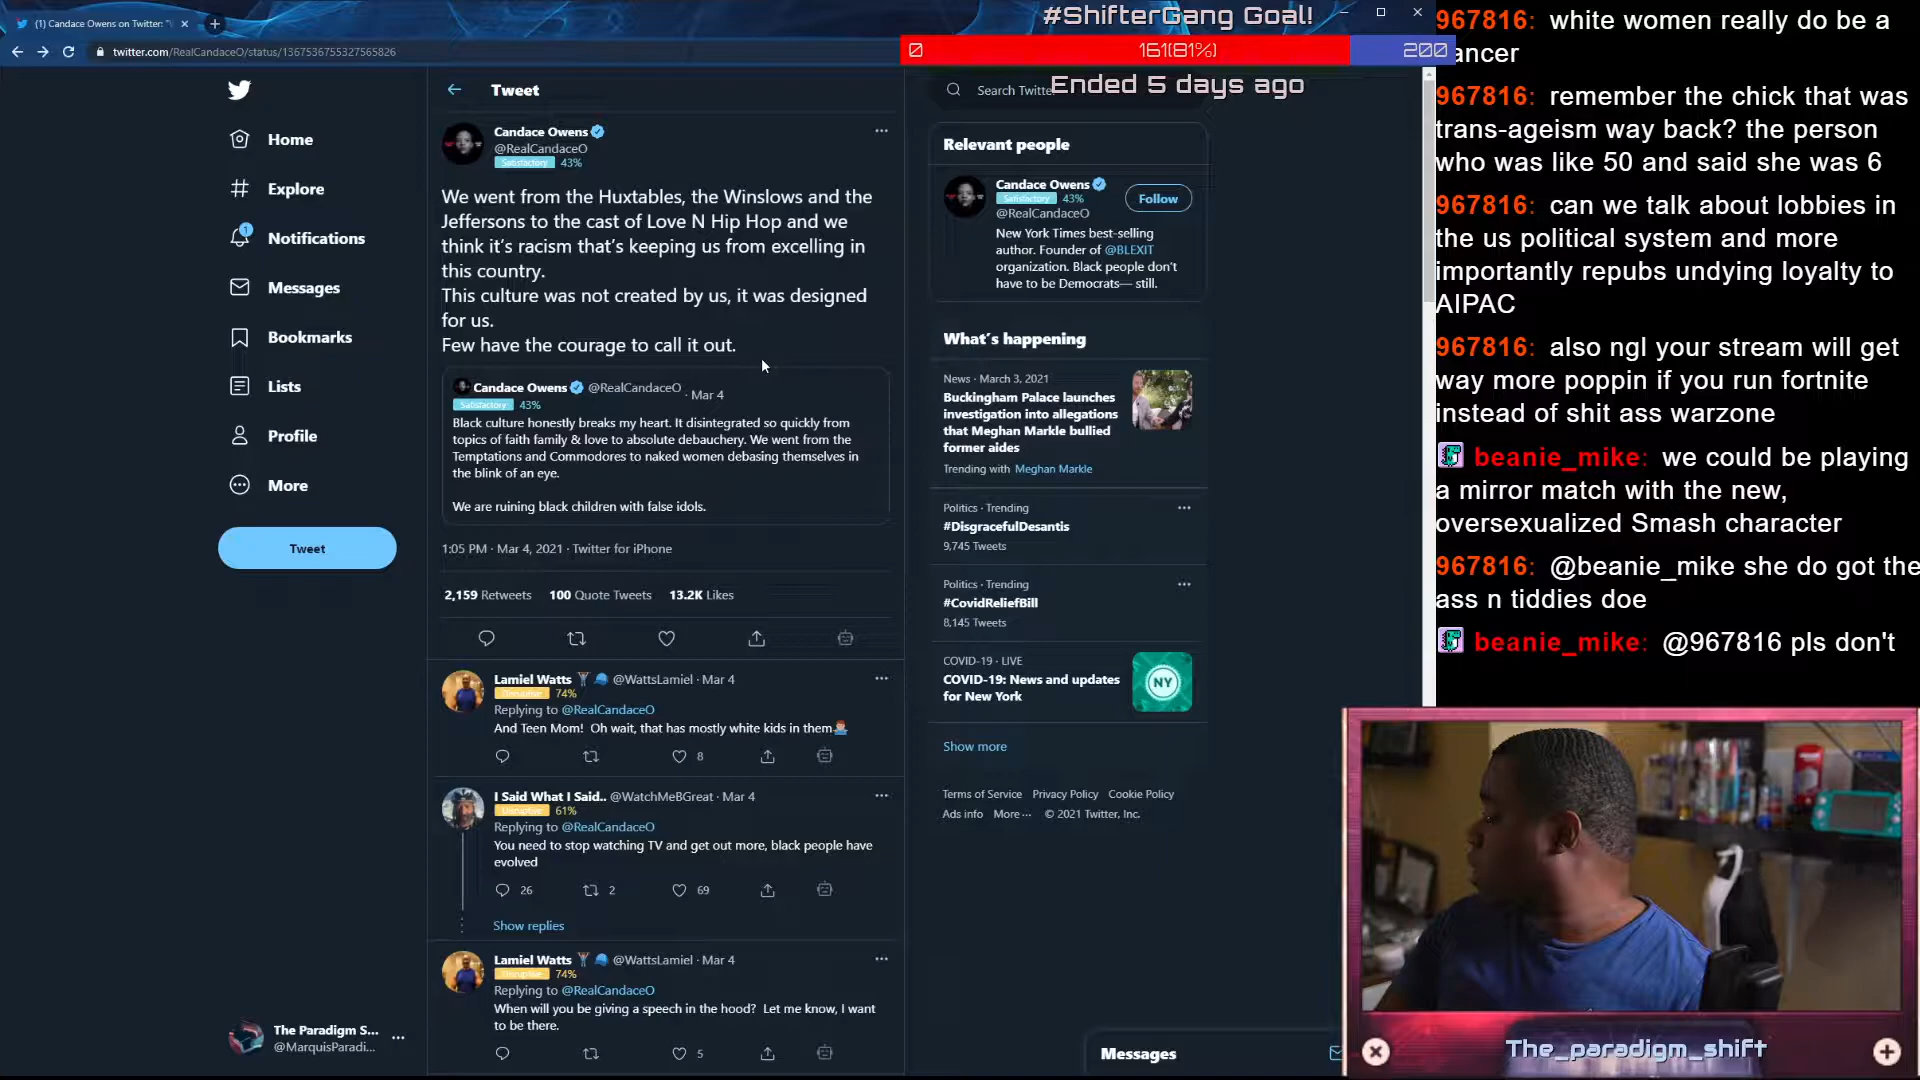 (1) Candace Owens on Twitter: "
twitter.com/RealCandaceO/status/1367536755327565826
#ShifterGang Goal!
0
161(81%)
200
Ended 5 days ago
Home
Explore
1
Notifications
Messages
Bookmarks
Lists
Profile
More
Tweet
The Paradigm S...
@MarquisParadi...
Tweet
Candace Owens
@RealCandaceO
Satisfactory 43%
We went from the Huxtables, the Winslows and the
Jeffersons to the cast of Love N Hip Hop and we
think it's racism that's keeping us from excelling in
this country.
This culture was not created by us, it was designed
for us.
Few have the courage to call it out.
Candace Owens @RealCandaceO · Mar 4
Satisfactory 43%
Black culture honestly breaks my heart. It disintegrated so quickly from
topics of faith family & love to absolute debauchery. We went from the
Temptations and Commodores to naked women debasing themselves in
the blink of an eye.
We are ruining black children with false idols.
1:05 PM · Mar 4, 2021 · Twitter for iPhone
2,159 Retweets 100 Quote Tweets 13.2K Likes
Lamiel Watts @WattsLamiel · Mar 4
Disruptive 74%
Replying to @RealCandaceO
And Teen Mom! Oh wait, that has mostly white kids in them
8
I Said What I Said.. @WatchMeBGreat · Mar 4
Disruptive 61%
Replying to @RealCandaceO
You need to stop watching TV and get out more, black people have
evolved
26 2 69
Show replies
Lamiel Watts @WattsLamiel · Mar 4
Disruptive 74%
Replying to @RealCandaceO
When will you be giving a speech in the hood? Let me know, I want
to be there.
5
Search Twitte
Relevant people
Candace Owens
Satisfactory 43%
@RealCandaceO
Follow
New York Times best-selling
author. Founder of @BLEXIT
organization. Black people don't
have to be Democrats— still.
What's happening
News · March 3, 2021
Buckingham Palace launches
investigation into allegations
that Meghan Markle bullied
former aides
Trending with Meghan Markle
Politics · Trending
#DisgracefulDesantis
9,745 Tweets
Politics · Trending
#CovidReliefBill
8,145 Tweets
COVID-19 · LIVE
COVID-19: News and updates
for New York
NY
Show more
Terms of Service Privacy Policy Cookie Policy
Ads info More ··· © 2021 Twitter, Inc.
Messages
967816: white women really do be a
ancer
967816: remember the chick that was
trans-ageism way back? the person
who was like 50 and said she was 6
967816: can we talk about lobbies in
the us political system and more
importantly repubs undying loyalty to
AIPAC
967816: also ngl your stream will get
way more poppin if you run fortnite
instead of shit ass warzone
beanie_mike: we could be playing
a mirror match with the new,
oversexualized Smash character
967816: @beanie_mike she do got the
ass n tiddies doe
beanie_mike: @967816 pls don't
The_paradigm_shift